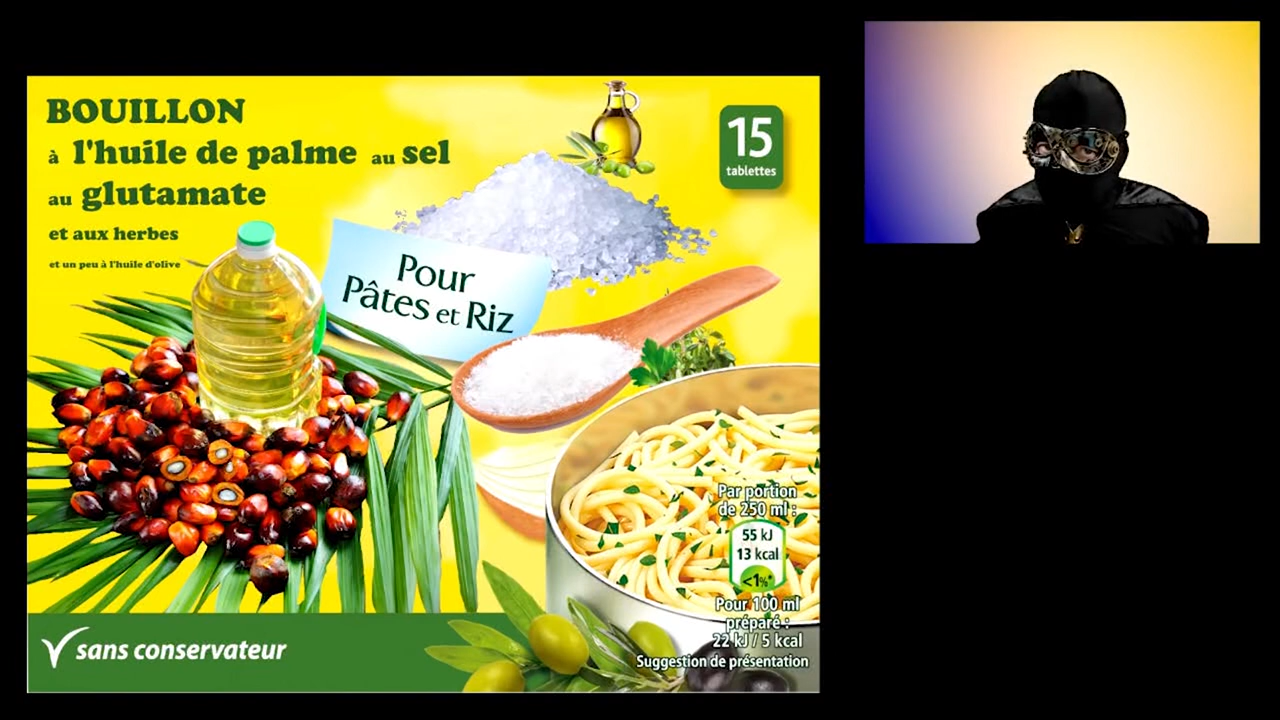 BOUILLON
à l'huile de palme au sel
au glutamate
et aux herbes
et un peu à l'huile d'olive
15
tablettes
Pour
Pâtes et Riz
Par portion
de 250 ml :
55 kJ
13 kcal
<1%*
Pour 100 ml
préparé :
22 kJ / 5 kcal
Suggestion de présentation
sans conservateur